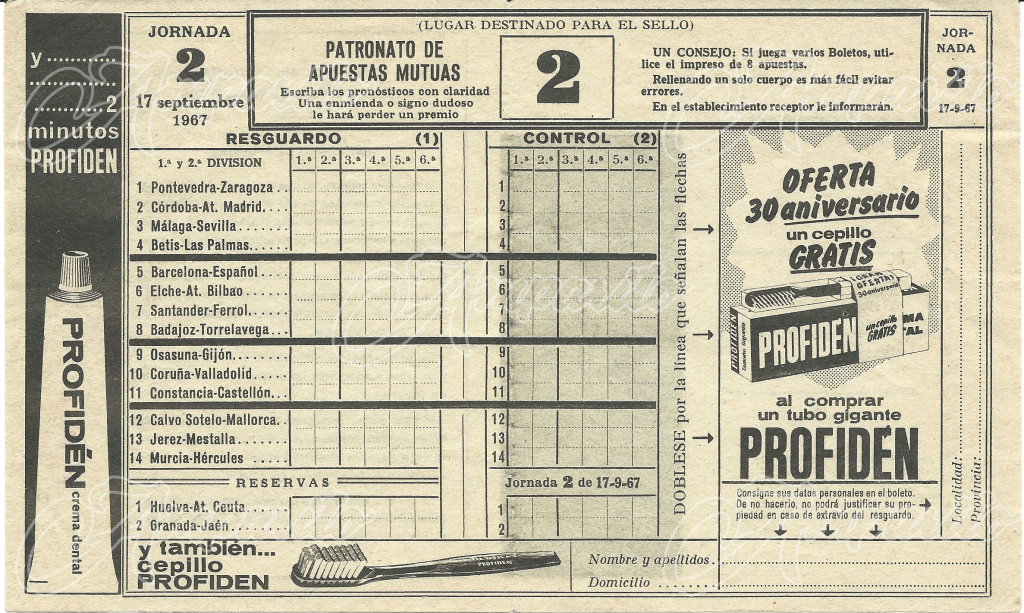 y............
............
............2
minutos
PROFIDEN
PROFIDÉN crema dental
JORNADA
2
17 septiembre
1967
(LUGAR DESTINADO PARA EL SELLO)
PATRONATO DE
APUESTAS MUTUAS
Escriba los pronósticos con claridad
Una enmienda o signo dudoso
le hará perder un premio
2
UN CONSEJO: Si juega varios Boletos, uti-
lice el impreso de 8 apuestas.
Rellenando un solo cuerpo es más fácil evitar
errores.
En el establecimiento receptor le informarán.
JOR-
NADA
2
17-9-67
RESGUARDO (1)
1.ª y 2.ª DIVISION 1.ª 2.ª 3.ª 4.ª 5.ª 6.ª
1 Pontevedra-Zaragoza . .
2 Córdoba-At. Madrid. . . .
3 Málaga-Sevilla . . . . . .
4 Betis-Las Palmas. . . . . .
5 Barcelona-Español . . . .
6 Elche-At. Bilbao . . . . . .
7 Santander-Ferrol. . . . . .
8 Badajoz-Torrelavega . . .
9 Osasuna-Gijón. . . . . . .
10 Coruña-Valladolid . . . .
11 Constancia-Castellón. . .
12 Calvo Sotelo-Mallorca. .
13 Jerez-Mestalla. . . . . . .
14 Murcia-Hércules . . . . .
RESERVAS
1 Huelva-At. Ceuta. . . . . .
2 Granada-Jaén. . . . . . . .
CONTROL (2)
1.ª 2.ª 3.ª 4.ª 5.ª 6.ª
1
2
3
4
5
6
7
8
9
10
11
12
13
14
Jornada 2 de 17-9-67
1
2
DOBLESE por la línea que señalan las flechas
OFERTA
30 aniversario
un cepillo
GRATIS
GRAN
OFERTA!
30 aniversario
PROFIDEN
PROFIDEN
un cepillo
GRATIS
MA
TAL
al comprar
un tubo gigante
PROFIDÉN
Consigne sus datos personales en el boleto.
De no hacerlo, no podrá justificar su pro-
piedad en caso de extravío del resguardo.
Localidad:
Provincia:
y también...
cepillo
PROFIDEN
PROFIDEN
Nombre y apellidos.
Domicilio